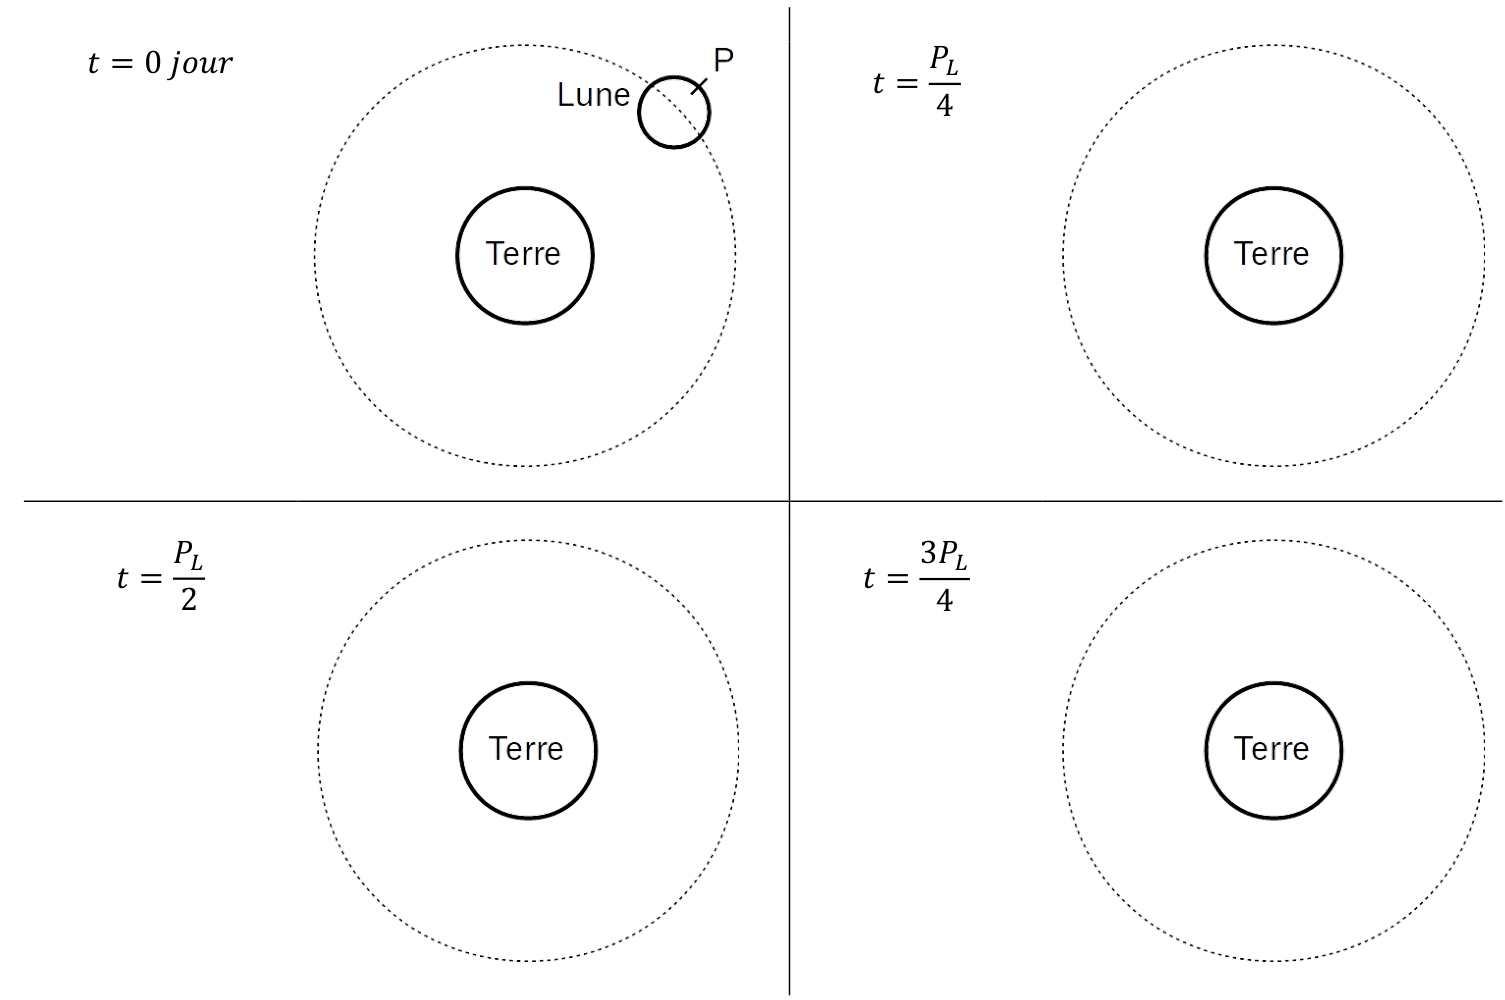 t = 0 jour
P
Lune
Terre
t = P_L/4
Terre
t = P_L/2
Terre
t = 3P_L/4
Terre